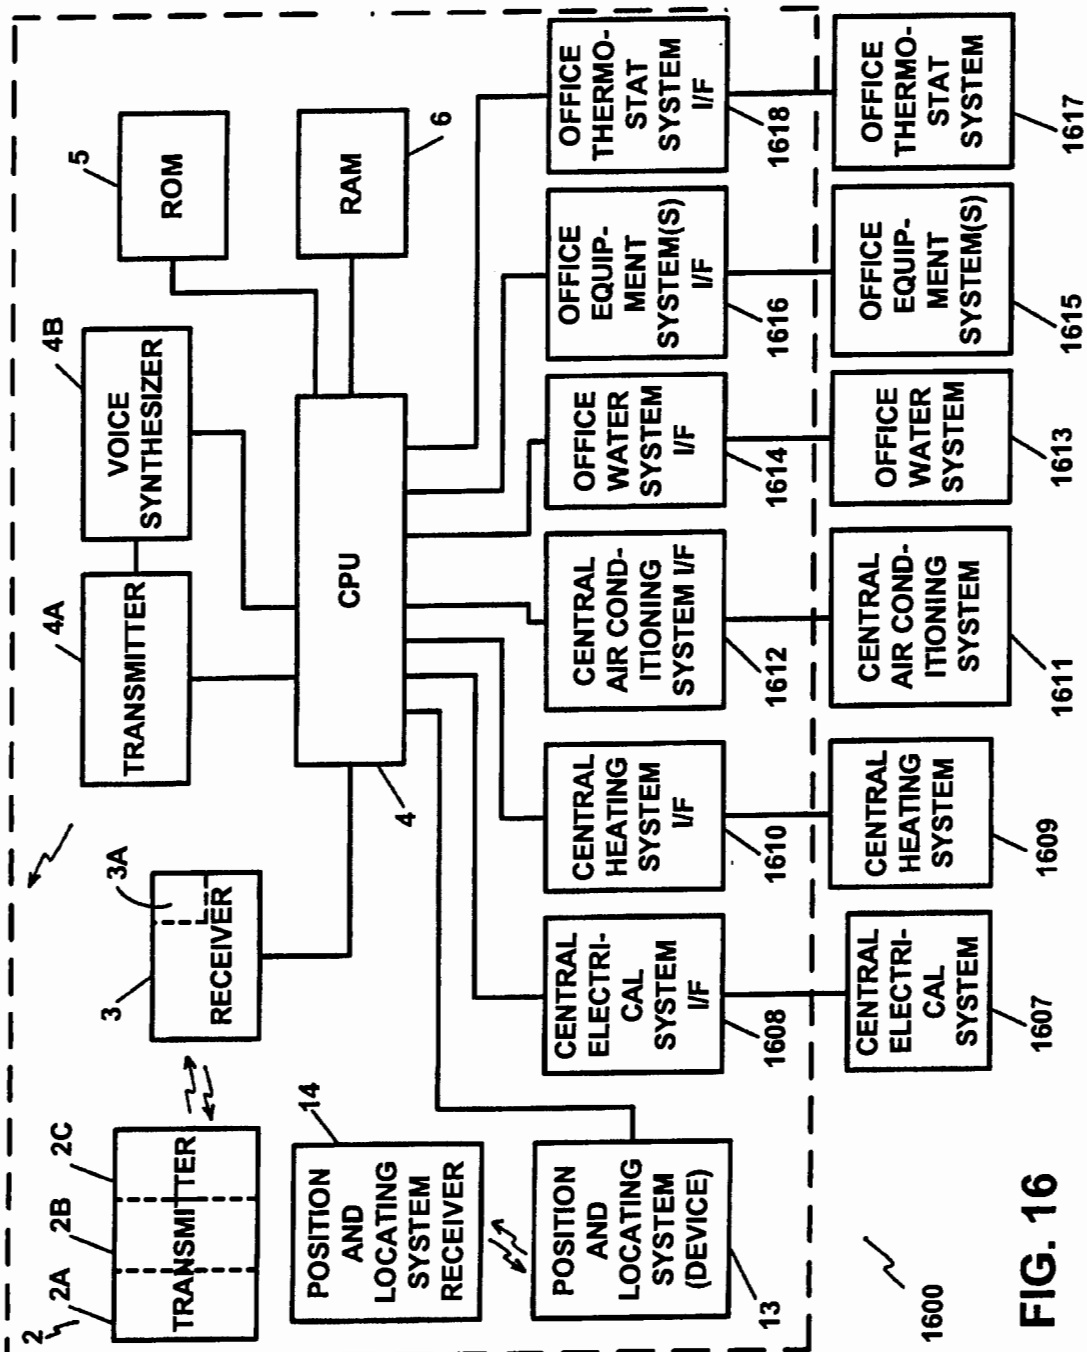 2
2A
2B
2C
TRANSMITTER
3
3A
RECEIVER
4A
TRANSMITTER
4B
VOICE
SYNTHESIZER
5
ROM
6
RAM
CPU
4
14
POSITION
AND
LOCATING
SYSTEM
RECEIVER
POSITION
AND
LOCATING
SYSTEM
(DEVICE)
13
CENTRAL
ELECTRI-
CAL
SYSTEM
I/F
1608
CENTRAL
HEATING
SYSTEM
I/F
1610
CENTRAL
AIR COND-
ITIONING
SYSTEM I/F
1612
OFFICE
WATER
SYSTEM
I/F
1614
OFFICE
EQUIP-
MENT
SYSTEM(S)
I/F
1616
OFFICE
THERMO-
STAT
SYSTEM
I/F
1618
CENTRAL
ELECTRI-
CAL
SYSTEM
1607
CENTRAL
HEATING
SYSTEM
1609
CENTRAL
AIR COND-
ITIONING
SYSTEM
1611
OFFICE
WATER
SYSTEM
1613
OFFICE
EQUIP-
MENT
SYSTEM(S)
1615
OFFICE
THERMO-
STAT
SYSTEM
1617
1600
FIG. 16